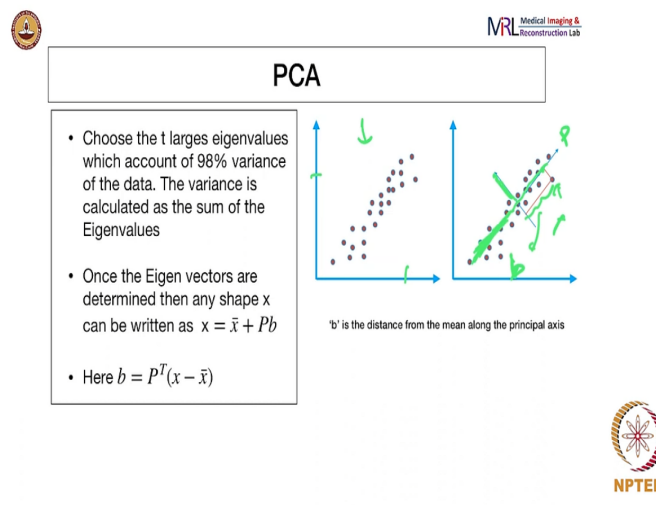 MIRL Medical Imaging &
Reconstruction Lab
PCA
• Choose the t larges eigenvalues
which account of 98% variance
of the data. The variance is
calculated as the sum of the
Eigenvalues
• Once the Eigen vectors are
determined then any shape x
can be written as x = x̄ + Pb
• Here b = Pᵀ(x − x̄)
b
'b' is the distance from the mean along the principal axis
NPTEL